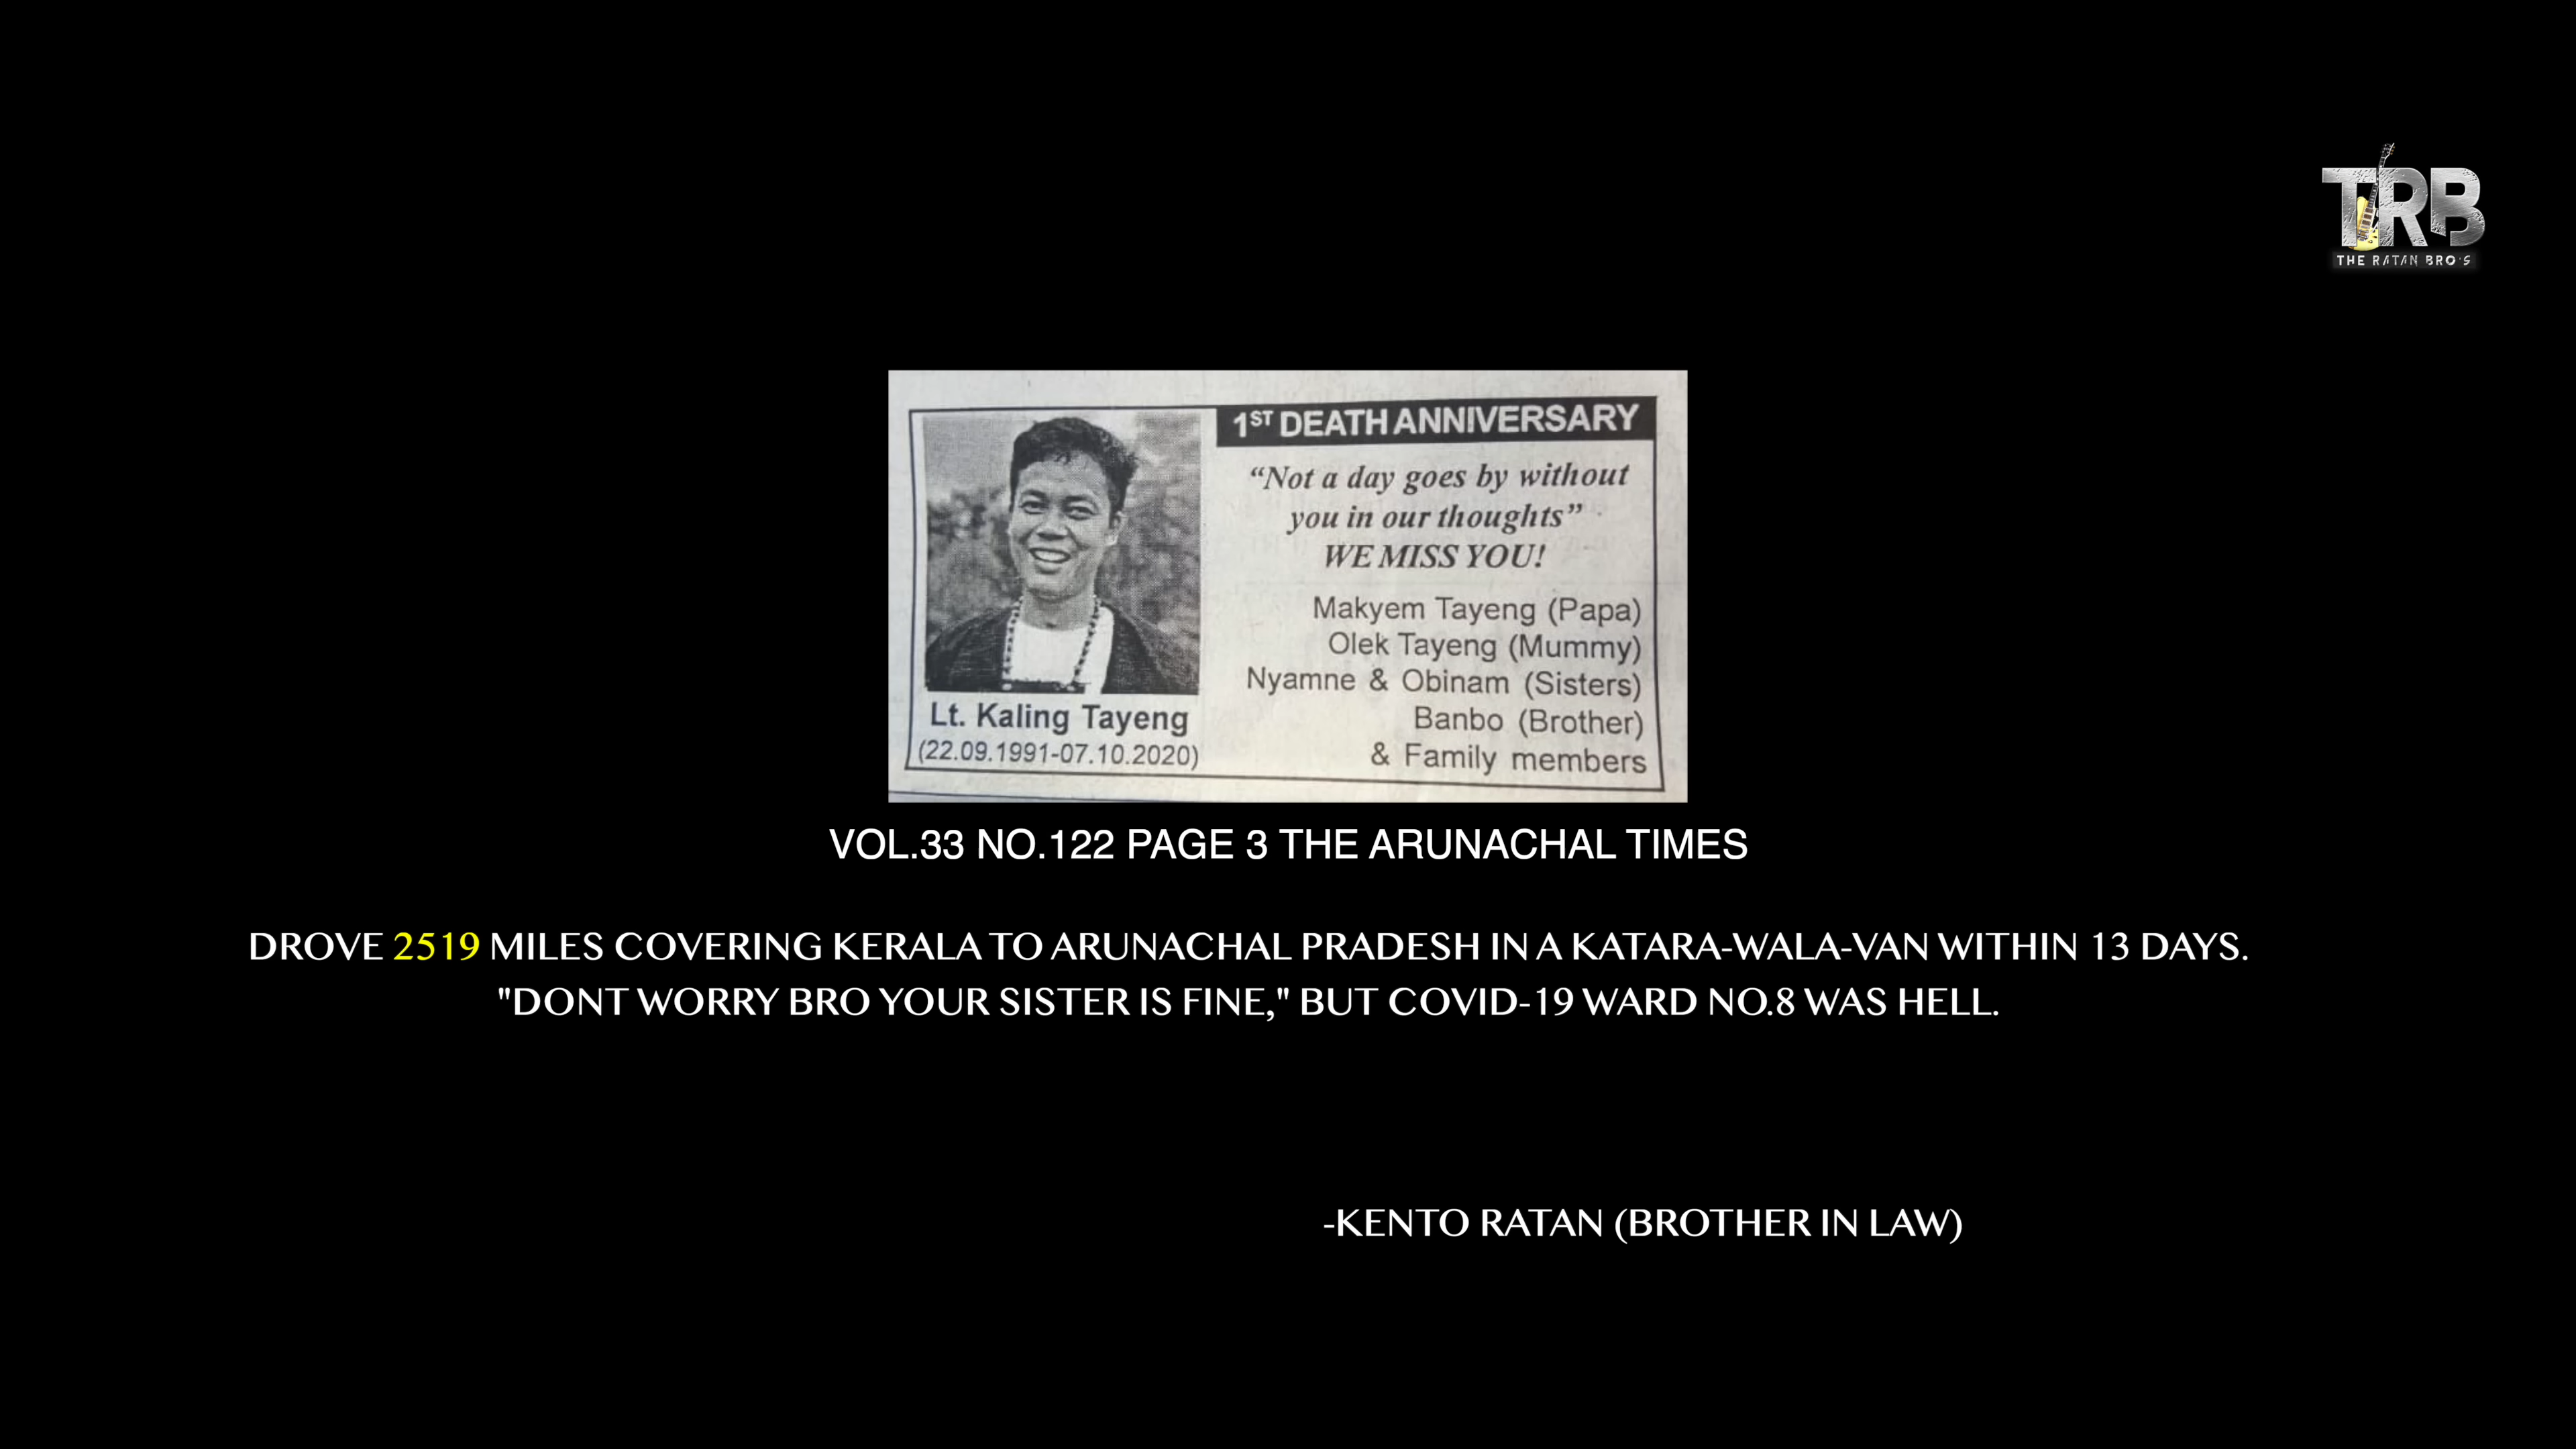 TRB
THE RATAN BRO'S
1ST DEATH ANNIVERSARY
“Not a day goes by without
you in our thoughts”
WE MISS YOU!
Makyem Tayeng (Papa)
Olek Tayeng (Mummy)
Nyamne & Obinam (Sisters)
Banbo (Brother)
& Family members
Lt. Kaling Tayeng
(22.09.1991-07.10.2020)
VOL.33 NO.122 PAGE 3 THE ARUNACHAL TIMES
DROVE 2519 MILES COVERING KERALA TO ARUNACHAL PRADESH IN A KATARA-WALA-VAN WITHIN 13 DAYS.
"DONT WORRY BRO YOUR SISTER IS FINE," BUT COVID-19 WARD NO.8 WAS HELL.
-KENTO RATAN (BROTHER IN LAW)